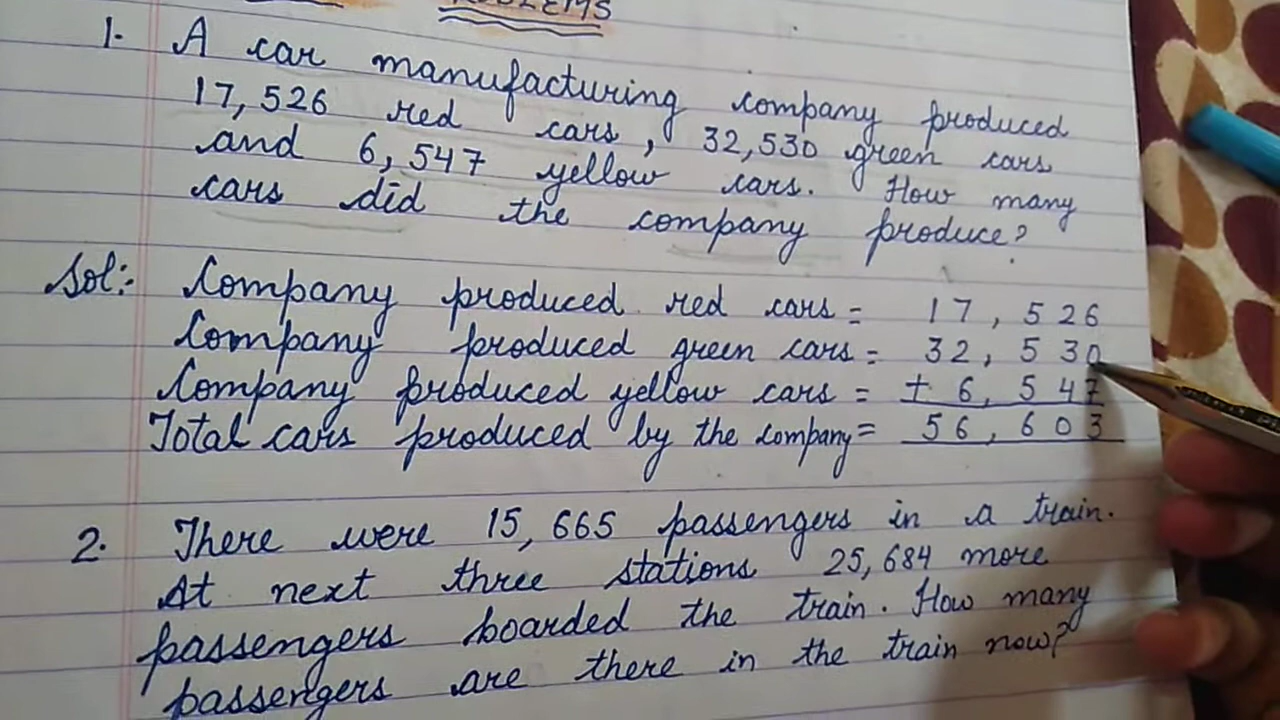 1. A car manufacturing company produced
17,526 red cars, 32,530 green cars
and 6,547 yellow cars. How many
cars did the company produce?
Sol:- Company produced red cars = 17,526
Company produced green cars = 32,530
Company produced yellow cars = + 6,547
Total cars produced by the company = 56,603
2. There were 15,665 passengers in a train.
At next three stations 25,684 more
passengers boarded the train. How many
passengers are there in the train now?